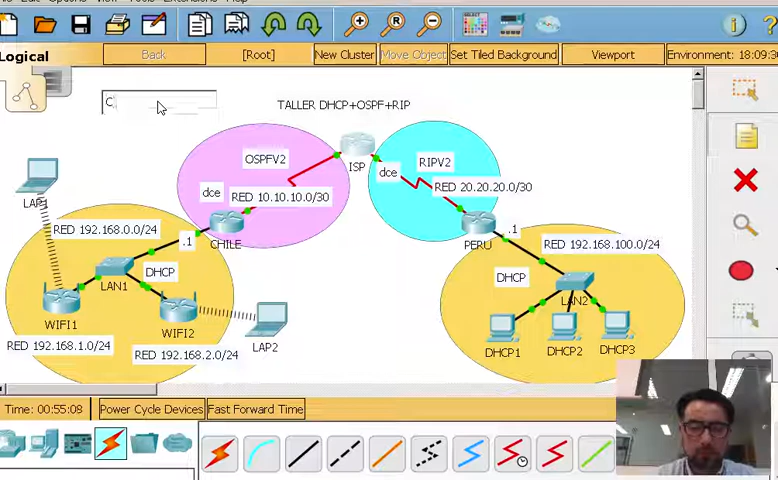 Logical
Back
[Root]
New Cluster
Move Object
Set Tiled Background
Viewport
Environment: 18:09:3
C
TALLER DHCP+OSPF+RIP
OSPFV2
ISP
dce
RIPV2
dce
RED 10.10.10.0/30
RED 20.20.20.0/30
LAP1
RED 192.168.0.0/24
.1
CHILE
PERU
.1
RED 192.168.100.0/24
DHCP
LAN1
DHCP
LAN2
WIFI1
WIFI2
LAP2
RED 192.168.1.0/24
RED 192.168.2.0/24
DHCP1
DHCP2
DHCP3
Time: 00:55:08
Power Cycle Devices
Fast Forward Time